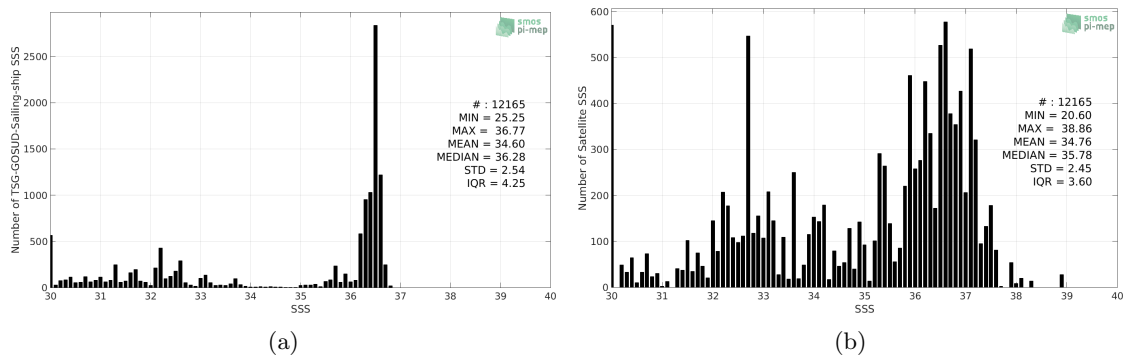 smos
pi-mep
Number of TSG-GOSUD-Sailing-ship SSS
2500
2000
1500
1000
500
0
# : 12165
MIN = 25.25
MAX = 36.77
MEAN = 34.60
MEDIAN = 36.28
STD = 2.54
IQR = 4.25
30 31 32 33 34 35 36 37 38 39 40
SSS
(a)
smos
pi-mep
Number of Satellite SSS
600
500
400
300
200
100
0
# : 12165
MIN = 20.60
MAX = 38.86
MEAN = 34.76
MEDIAN = 35.78
STD = 2.45
IQR = 3.60
30 31 32 33 34 35 36 37 38 39 40
SSS
(b)